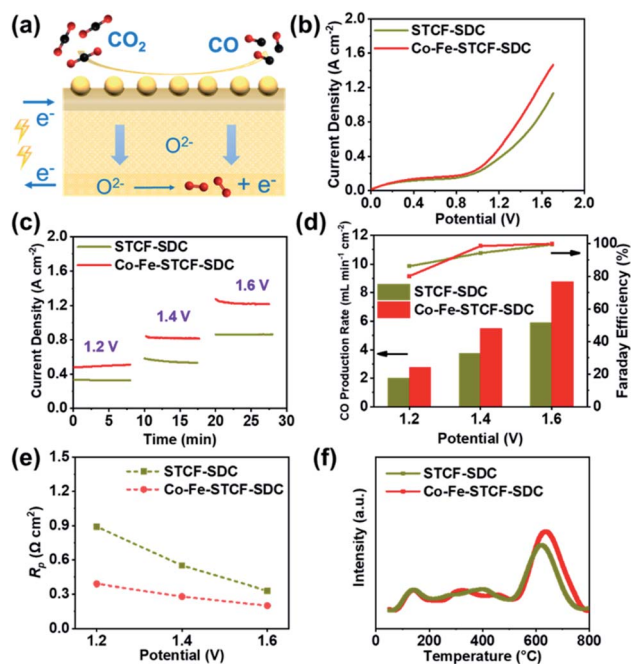 (a)
CO2
CO
e-
O2-
e-
O2-
+ e-
(b)
STCF-SDC
Co-Fe-STCF-SDC
Current Density (A cm-2)
2.0
1.6
1.2
0.8
0.4
0.0
0.0 0.4 0.8 1.2 1.6 2.0
Potential (V)
(c)
STCF-SDC
Co-Fe-STCF-SDC
Current Density (A cm-2)
2.0
1.6
1.2
0.8
0.4
0.0
1.2 V
1.4 V
1.6 V
0 5 10 15 20 25 30
Time (min)
(d)
CO Production Rate (mL min-1 cm-2)
12
10
8
6
4
2
0
STCF-SDC
Co-Fe-STCF-SDC
100
80
60
40
20
0
Faraday Efficiency (%)
1.2 1.4 1.6
Potential (V)
(e)
STCF-SDC
Co-Fe-STCF-SDC
Rp (Ω cm2)
1.5
1.2
0.9
0.6
0.3
0.0
1.2 1.4 1.6
Potential (V)
(f)
STCF-SDC
Co-Fe-STCF-SDC
Intensity (a.u.)
0 200 400 600 800
Temperature (°C)